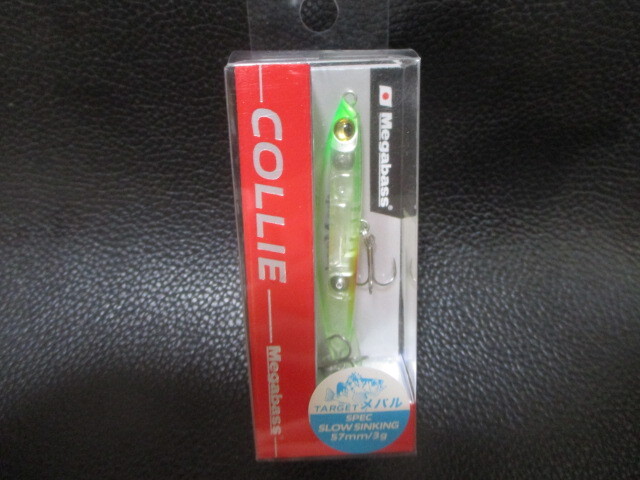 COLLIE
Megabass®
Megabass®
TARGET メバル
SPEC
SLOW SINKING
57mm/3g